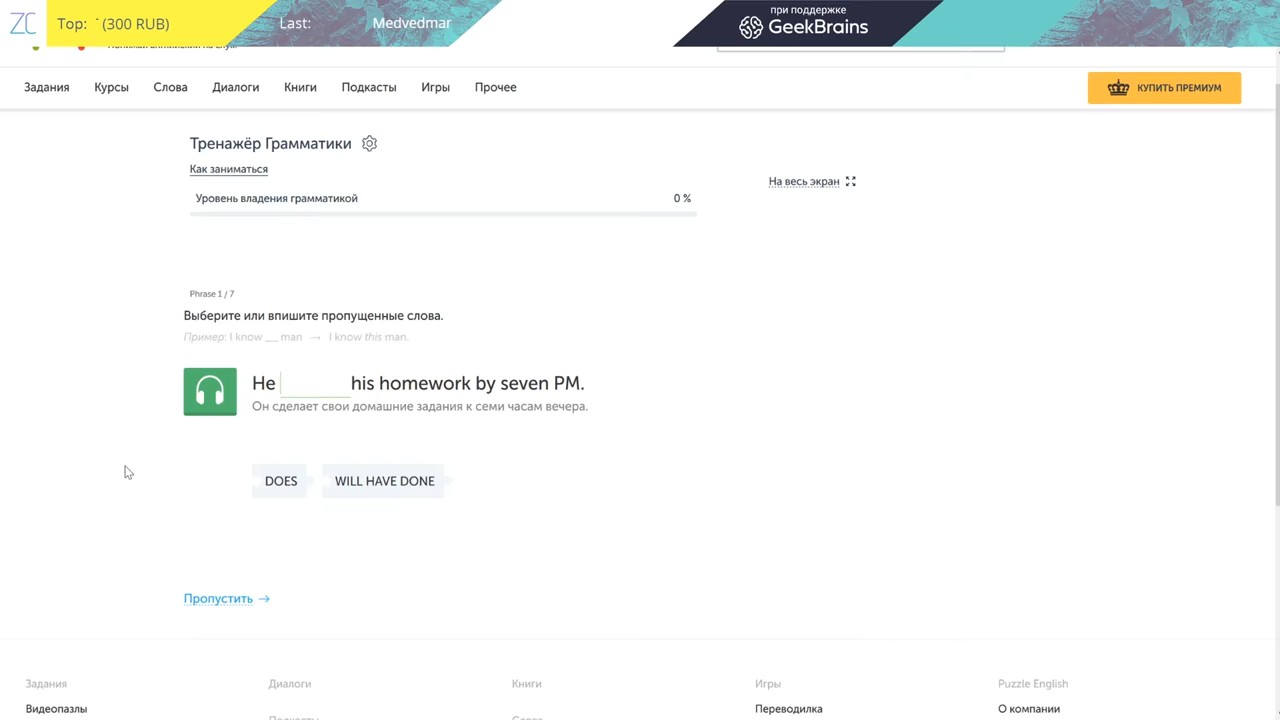 ZC Top: (300 RUB) Last: Medvedmar при поддержке
GeekBrains
Задания Курсы Слова Диалоги Книги Подкасты Игры Прочее КУПИТЬ ПРЕМИУМ
Тренажёр Грамматики
Как заниматься
На весь экран
Уровень владения грамматикой 0 %
Phrase 1 / 7
Выберите или впишите пропущенные слова.
Пример: I know __ man → I know this man.
He his homework by seven PM.
Он сделает свои домашние задания к семи часам вечера.
DOES WILL HAVE DONE
Пропустить →
Задания Диалоги Книги Игры Puzzle English
Видеопазлы Переводилка О компании